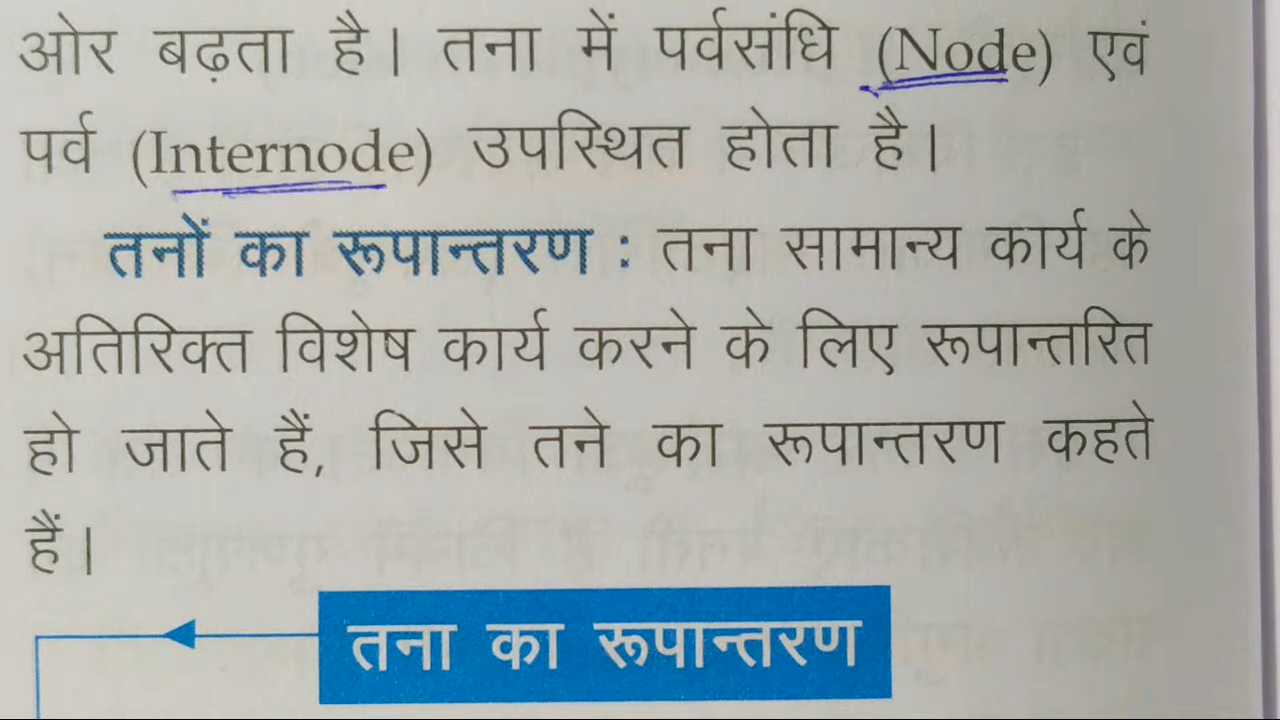 ओर बढ़ता है। तना में पर्वसंधि (Node) एवं
पर्व (Internode) उपस्थित होता है।
तनों का रूपान्तरण : तना सामान्य कार्य के
अतिरिक्त विशेष कार्य करने के लिए रूपान्तरित
हो जाते हैं, जिसे तने का रूपान्तरण कहते
हैं।
तना का रूपान्तरण